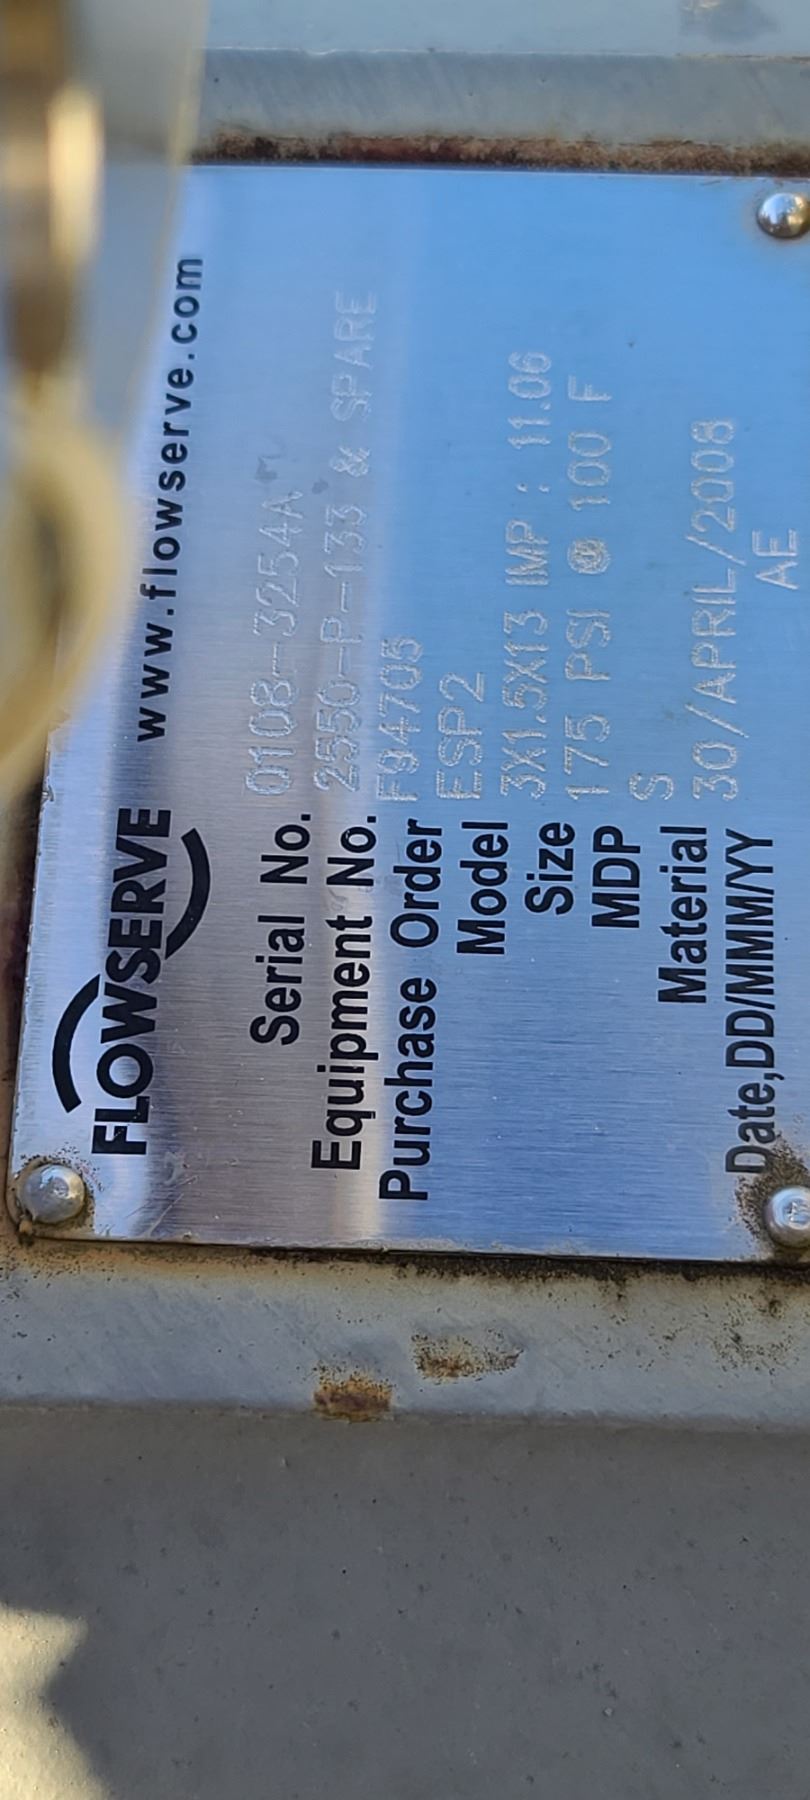 FLOWSERVE www.flowserve.com
Serial No. 0108-3254A
Equipment No. 2550-P-133 & SPARE
Purchase Order F94705
Model ESP2
Size 3X1.5X13 IMP : 11.06
MDP 175 PSI @ 100 F
Material S
Date,DD/MMM/YY 30/APRIL/2008
AE